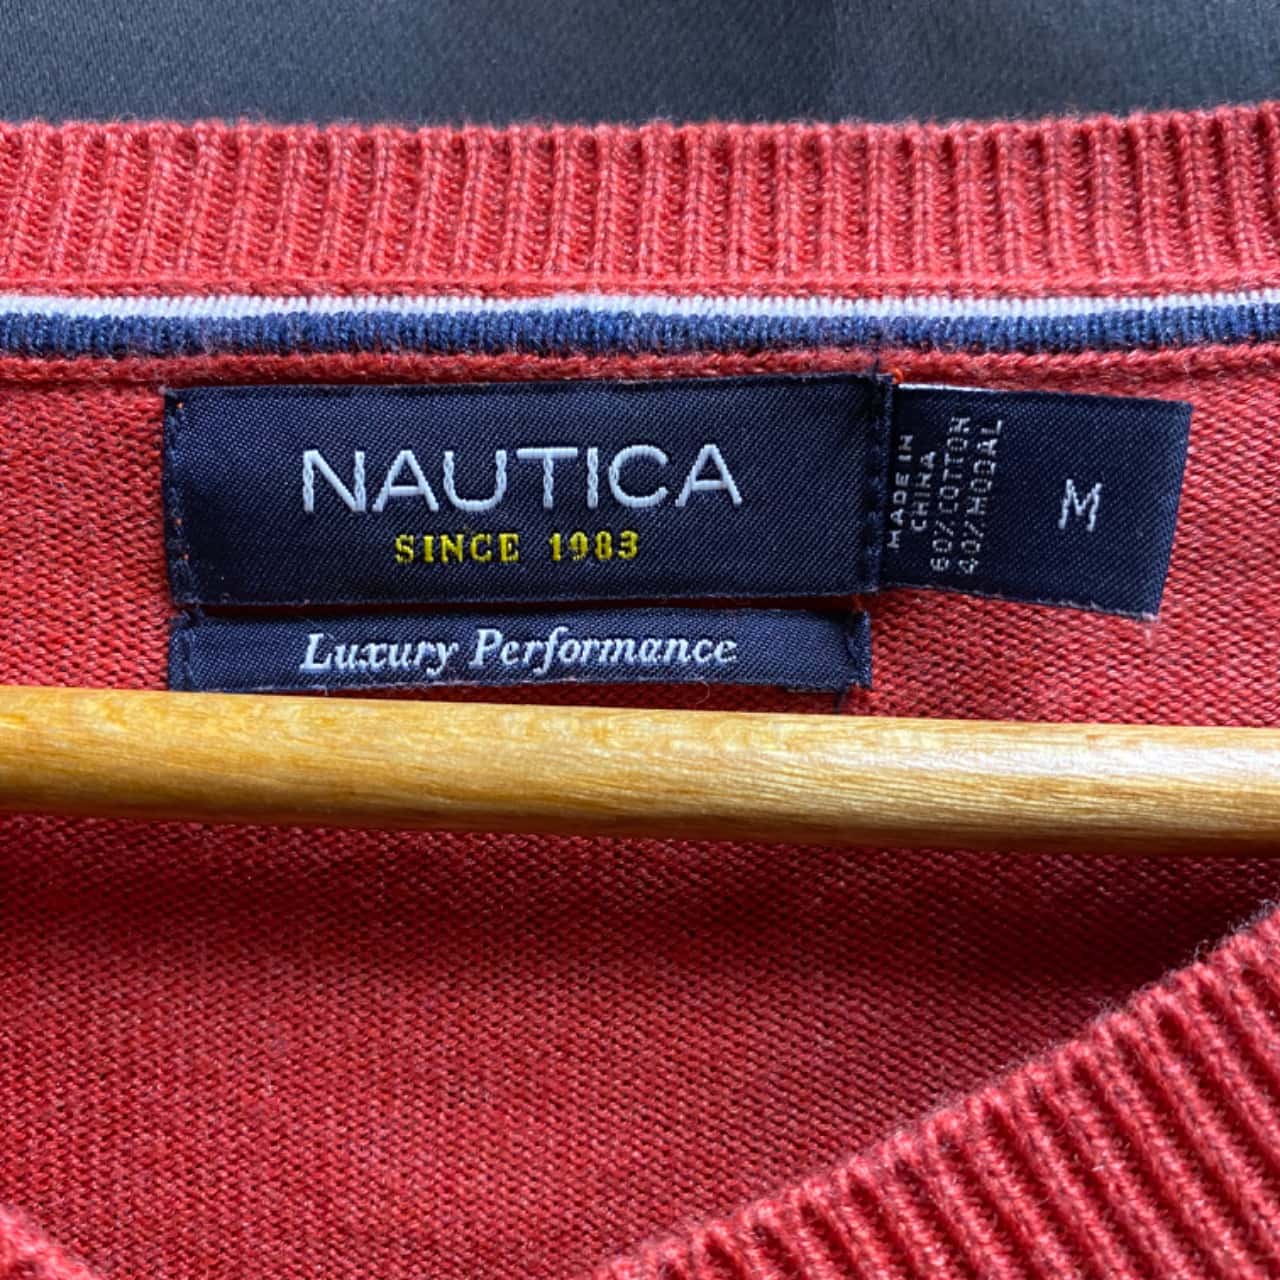 NAUTICA
SINCE 1983
Luxury Performance
MADE IN
CHINA
60%COTTON
40%MODAL
M